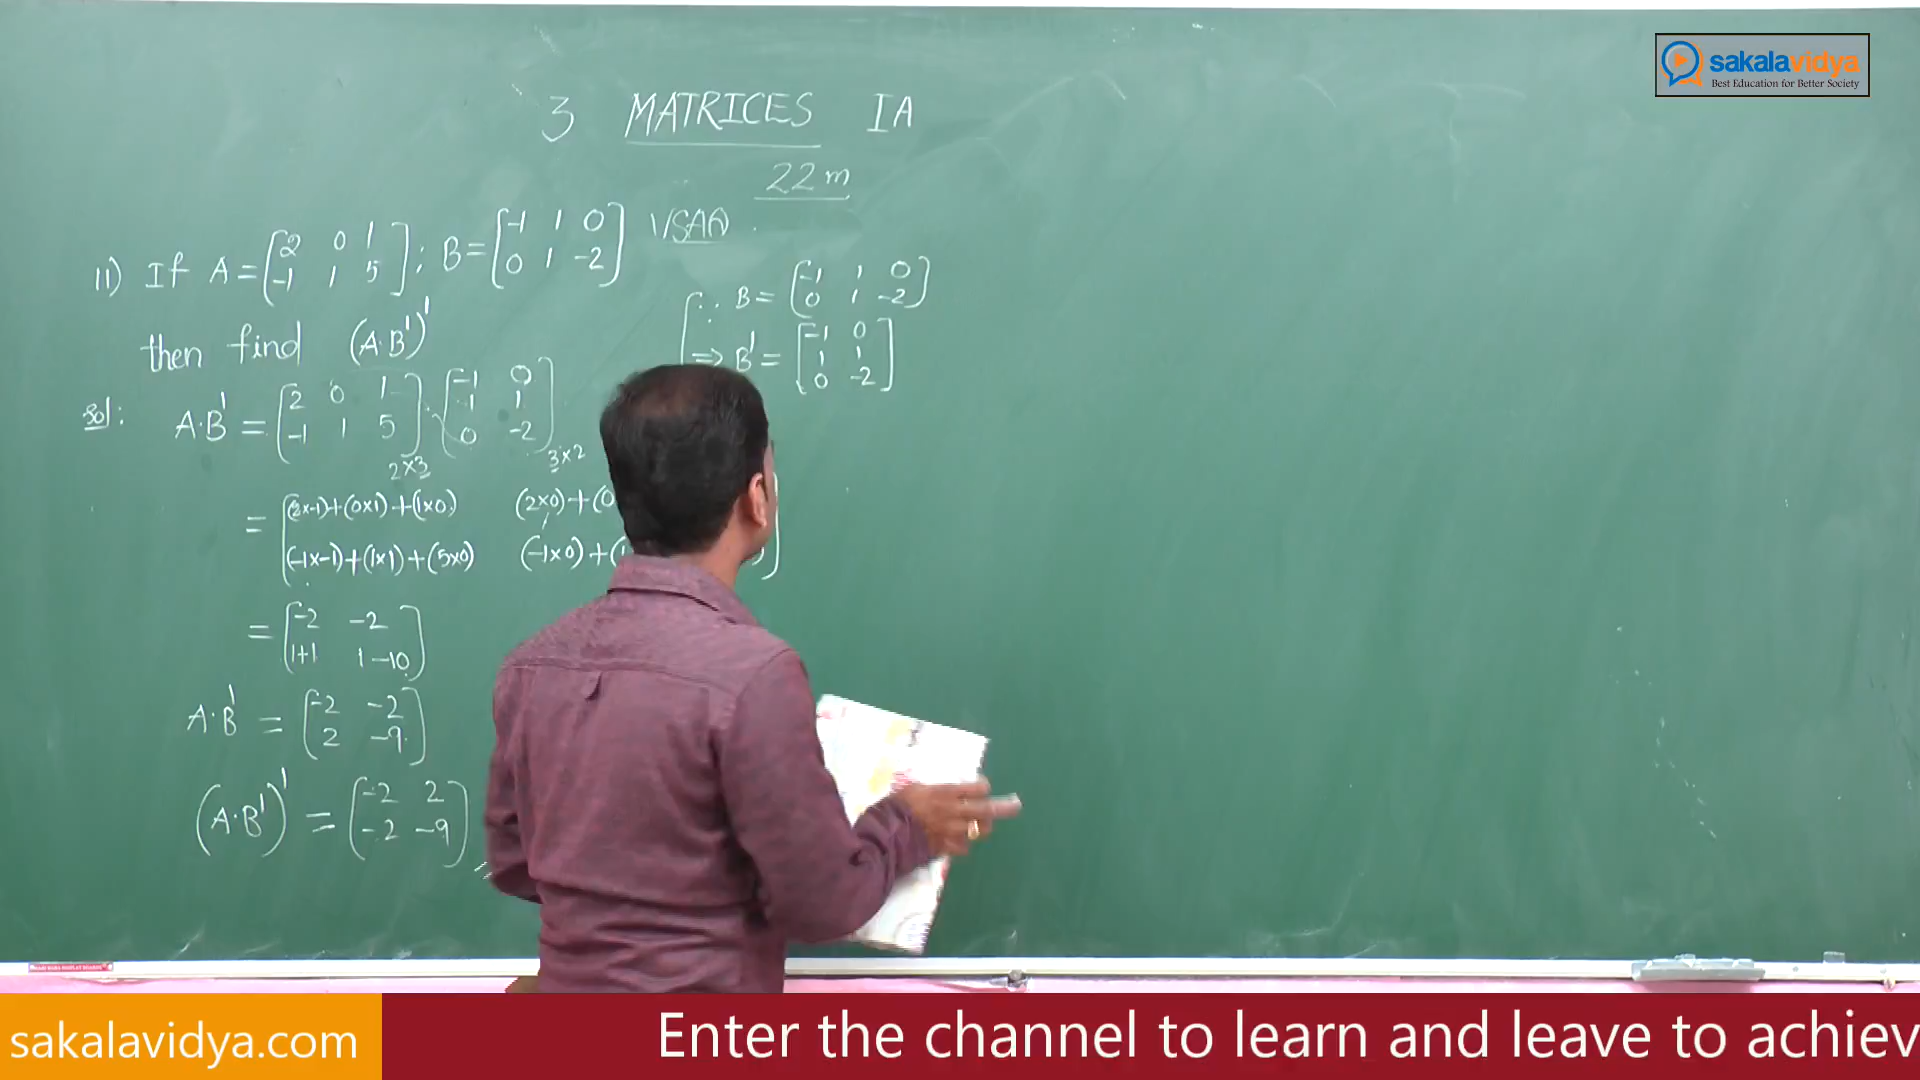 sakalavidya
Best Education for Better Society
3 MATRICES IA
22 m
11) If A = [2 0 1
-1 1 5] ; B = [-1 1 0
0 1 -2] VSAQ.
then find (A·B')'
∵ B = [-1 1 0
0 1 -2]
⇒ B' = [-1 0
1 1
0 -2]
Sol: A·B' = [2 0 1
-1 1 5] 2×3 · [-1 0
1 1
0 -2] 3×2
= [(2×-1)+(0×1)+(1×0) (2×0)+(0
(-1×-1)+(1×1)+(5×0) (-1×0)+(1 ]
= [-2 -2
1+1 1-10]
A·B' = [-2 -2
2 -9]
(A·B')' = [-2 2
-2 -9]
sakalavidya.com
Enter the channel to learn and leave to achiev